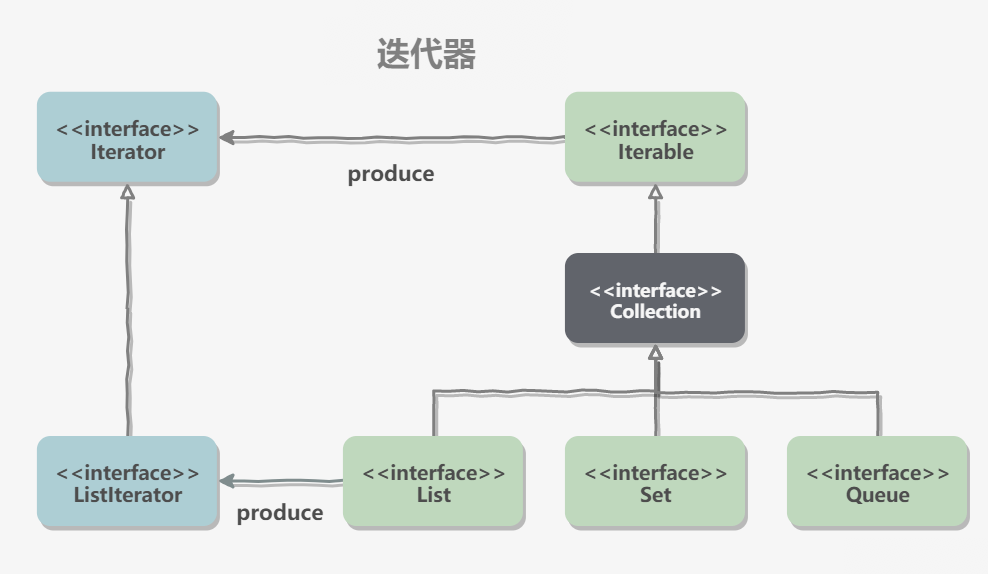 迭代器
<<interface>>
Iterator
<<interface>>
Iterable
produce
<<interface>>
Collection
<<interface>>
ListIterator
<<interface>>
List
<<interface>>
Set
<<interface>>
Queue
produce